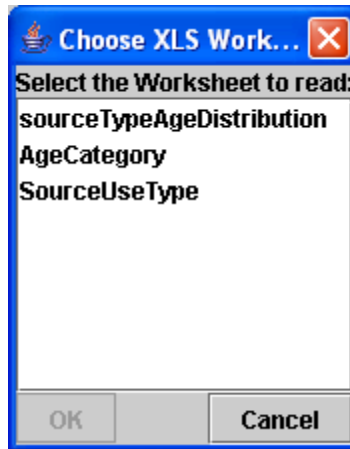 Choose XLS Work...
Select the Worksheet to read:
sourceTypeAgeDistribution
AgeCategory
SourceUseType
OK Cancel